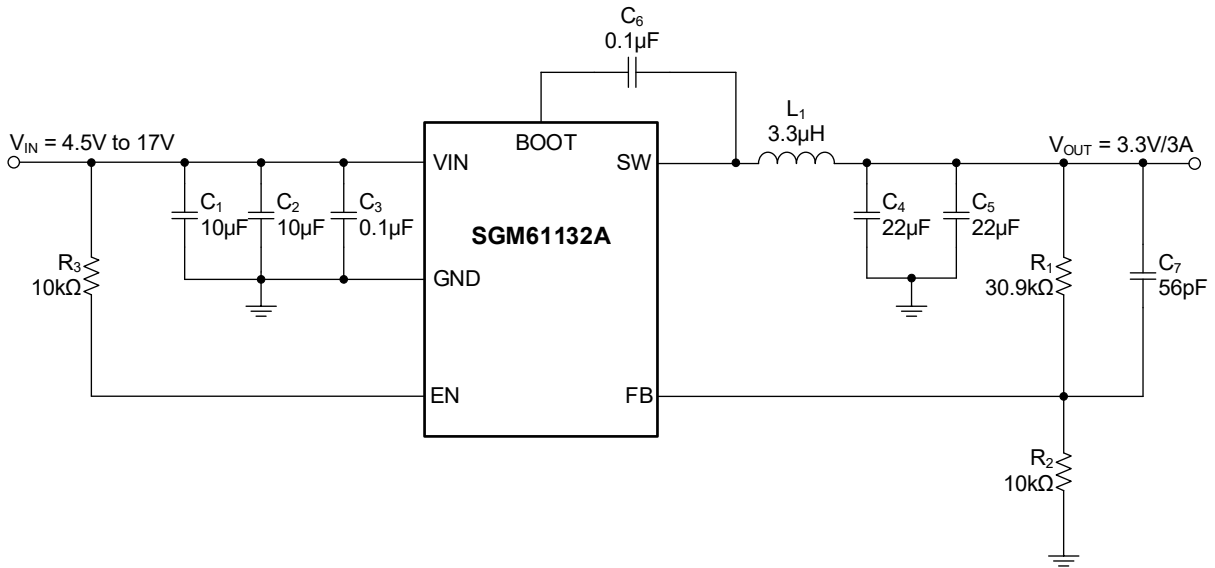 C₆
0.1µF
V_IN = 4.5V to 17V
BOOT
L₁
3.3µH
V_OUT = 3.3V/3A
VIN
SW
C₁
10µF
C₂
10µF
C₃
0.1µF
SGM61132A
C₄
22µF
C₅
22µF
R₃
10kΩ
GND
R₁
30.9kΩ
C₇
56pF
EN
FB
R₂
10kΩ